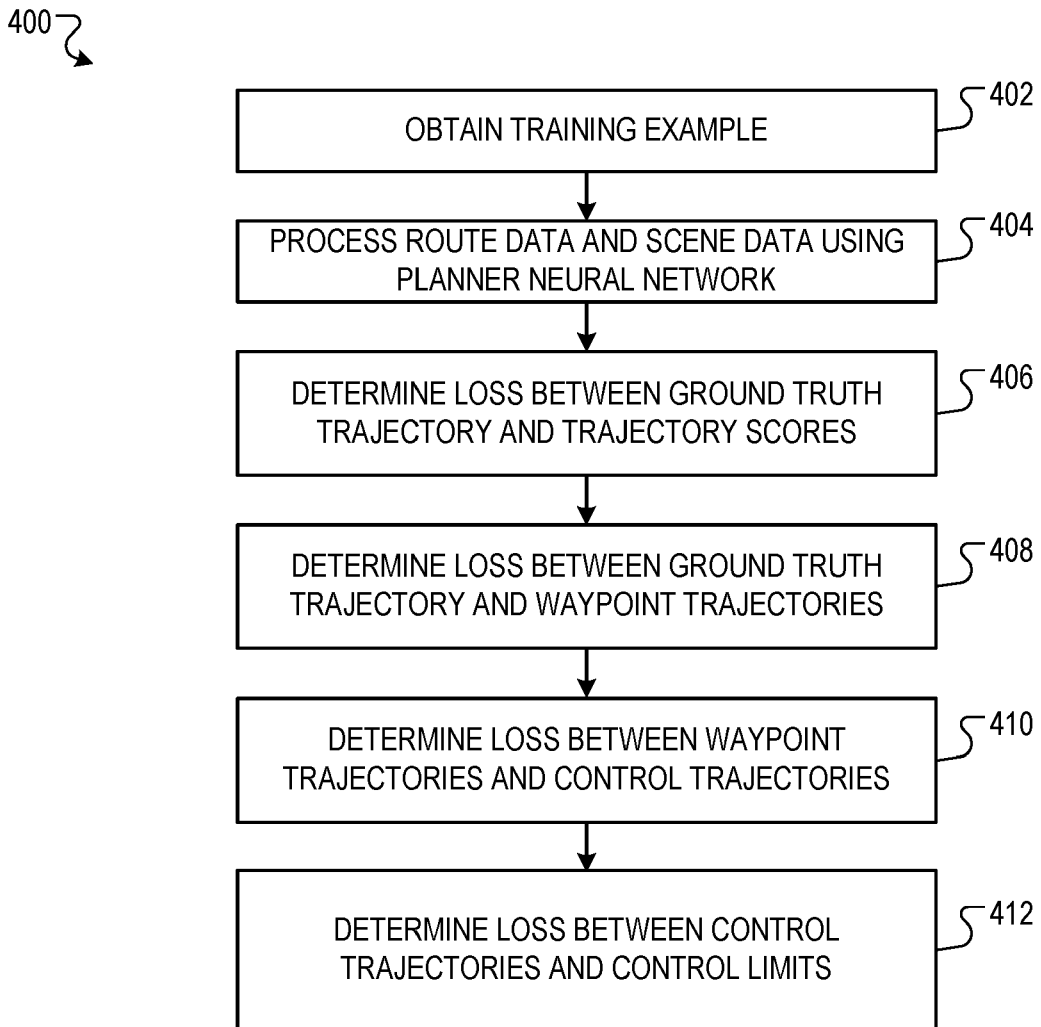 400
402
OBTAIN TRAINING EXAMPLE
404
PROCESS ROUTE DATA AND SCENE DATA USING
PLANNER NEURAL NETWORK
406
DETERMINE LOSS BETWEEN GROUND TRUTH
TRAJECTORY AND TRAJECTORY SCORES
408
DETERMINE LOSS BETWEEN GROUND TRUTH
TRAJECTORY AND WAYPOINT TRAJECTORIES
410
DETERMINE LOSS BETWEEN WAYPOINT
TRAJECTORIES AND CONTROL TRAJECTORIES
412
DETERMINE LOSS BETWEEN CONTROL
TRAJECTORIES AND CONTROL LIMITS